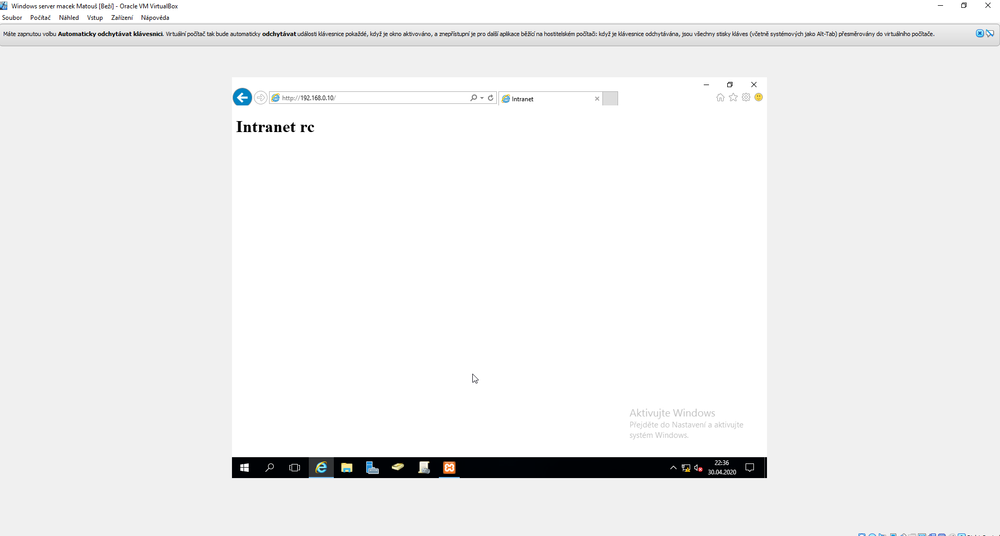 Windows server macek Matouš [Beží] - Oracle VM VirtualBox
Soubor Počítač Náhled Vstup Zařízení Nápověda
Máte zapnutou volbu Automaticky odchytávat klávesnici. Virtuální počítač tak bude automaticky odchytávat události klávesnice pokaždé, když je okno aktivováno, a znepřístupní je pro další aplikace běžící na hostitelském počítači: když je klávesnice odchytávána, jsou všechny stisky kláves (včetně systémových jako Alt-Tab) přesměrovány do virtuálního počítače.
http://192.168.0.10/
Intranet
Intranet rc
Aktivujte Windows
Přejděte do Nastavení a aktivujte
systém Windows.
22:36
30.04.2020